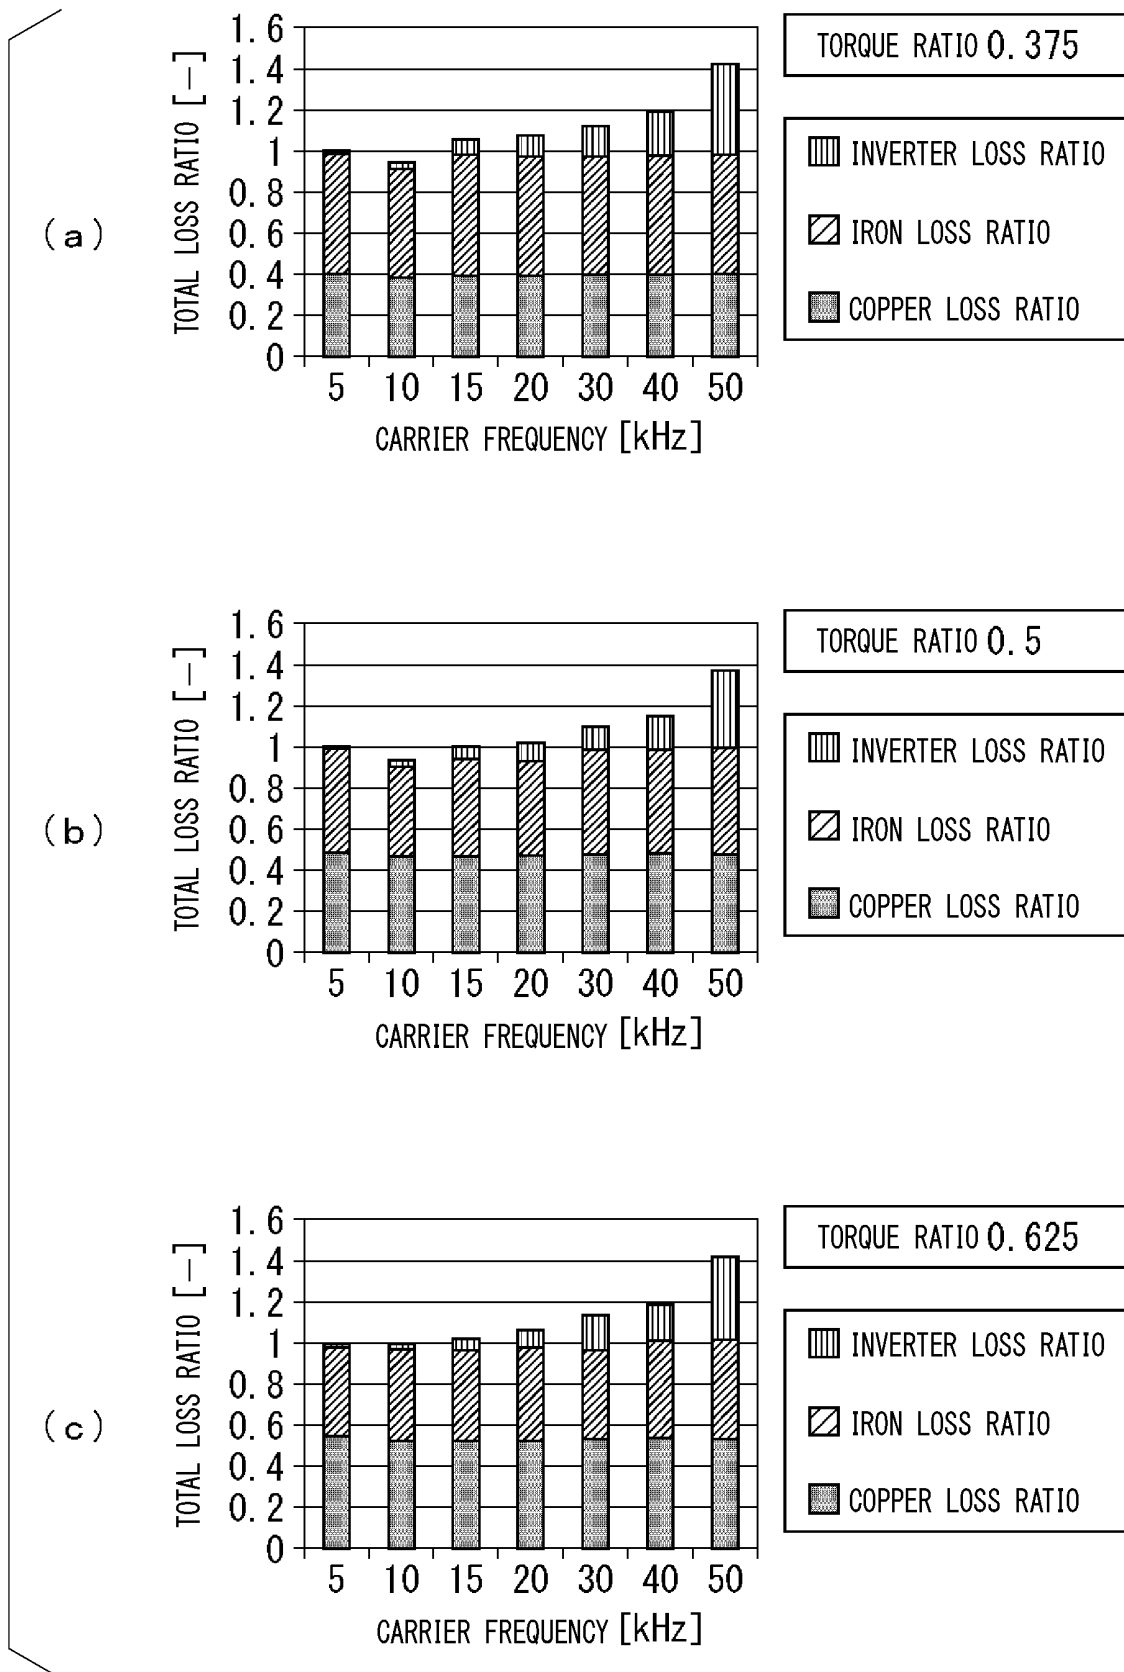 (a)
TOTAL LOSS RATIO [—]
1.6
1.4
1.2
1
0.8
0.6
0.4
0.2
0
5 10 15 20 30 40 50
CARRIER FREQUENCY [kHz]
TORQUE RATIO 0.375
INVERTER LOSS RATIO
IRON LOSS RATIO
COPPER LOSS RATIO
(b)
TOTAL LOSS RATIO [—]
1.6
1.4
1.2
1
0.8
0.6
0.4
0.2
0
5 10 15 20 30 40 50
CARRIER FREQUENCY [kHz]
TORQUE RATIO 0.5
INVERTER LOSS RATIO
IRON LOSS RATIO
COPPER LOSS RATIO
(c)
TOTAL LOSS RATIO [—]
1.6
1.4
1.2
1
0.8
0.6
0.4
0.2
0
5 10 15 20 30 40 50
CARRIER FREQUENCY [kHz]
TORQUE RATIO 0.625
INVERTER LOSS RATIO
IRON LOSS RATIO
COPPER LOSS RATIO